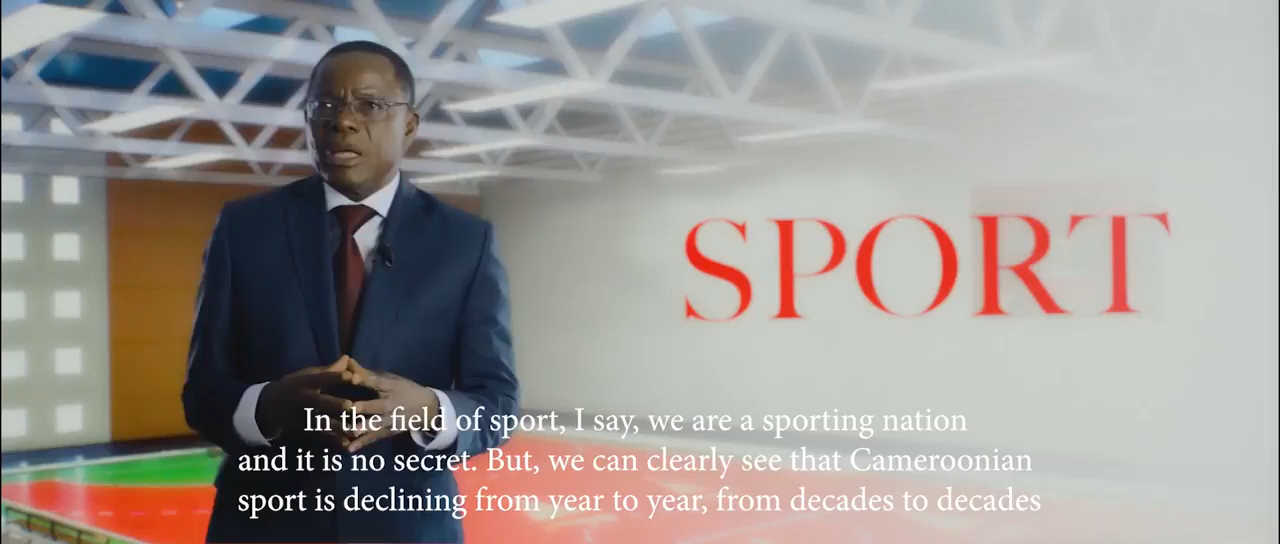 SPORT
In the field of sport, I say, we are a sporting nation
and it is no secret. But, we can clearly see that Cameroonian
sport is declining from year to year, from decades to decades